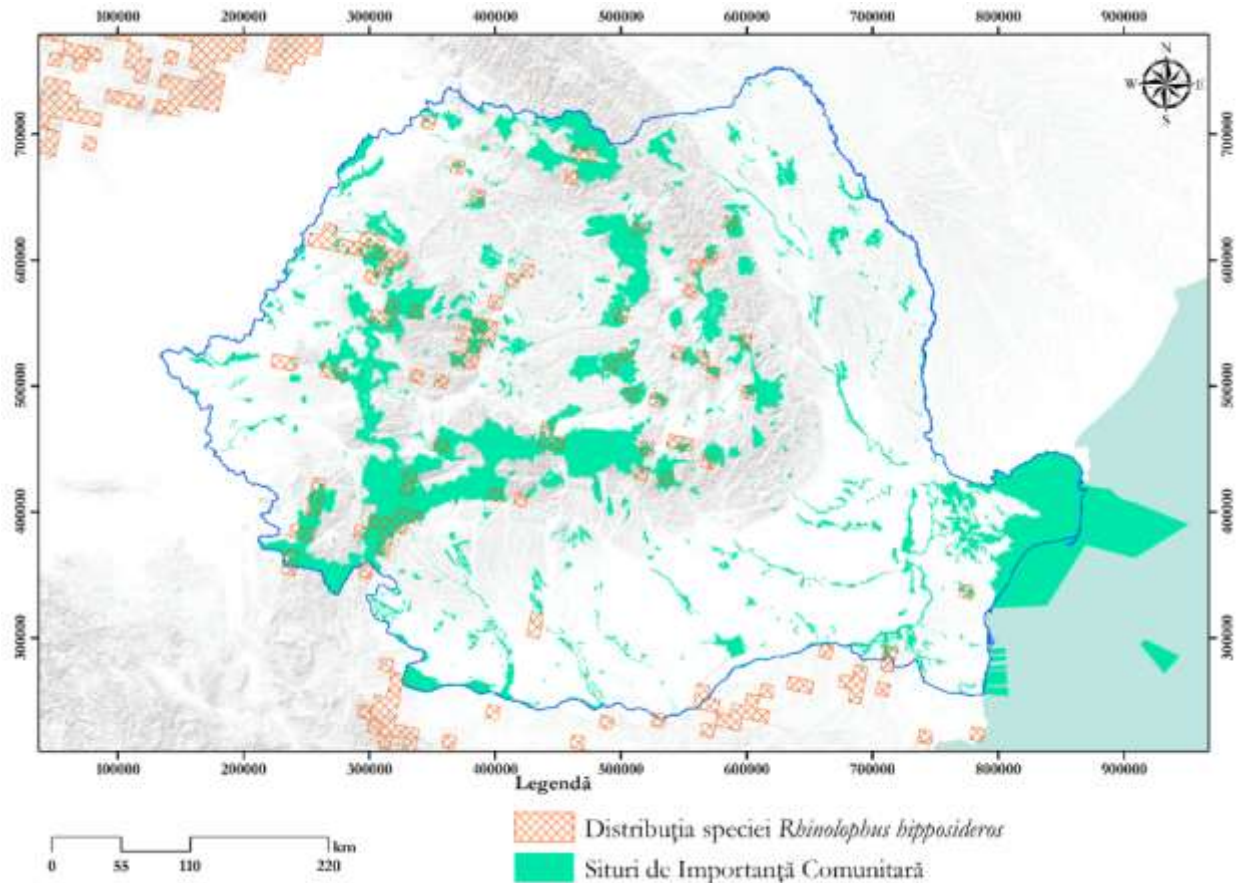 100000 200000 300000 400000 500000 600000 700000 800000 900000
N
W E
S
700000 700000
600000 600000
500000 500000
400000 400000
300000 300000
100000 200000 300000 400000 500000 600000 700000 800000 900000
Legendă
Distribuția speciei Rhinolophus hipposideros
km
0 55 110 220
Situri de Importanță Comunitară